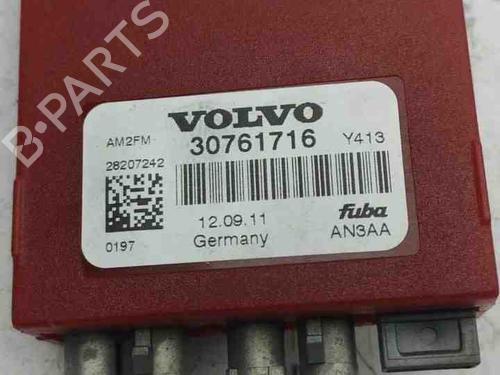 B-PARTS
VOLVO
AM2FM 30761716 Y413
28207242
12.09.11 fuba
0197 Germany AN3AA